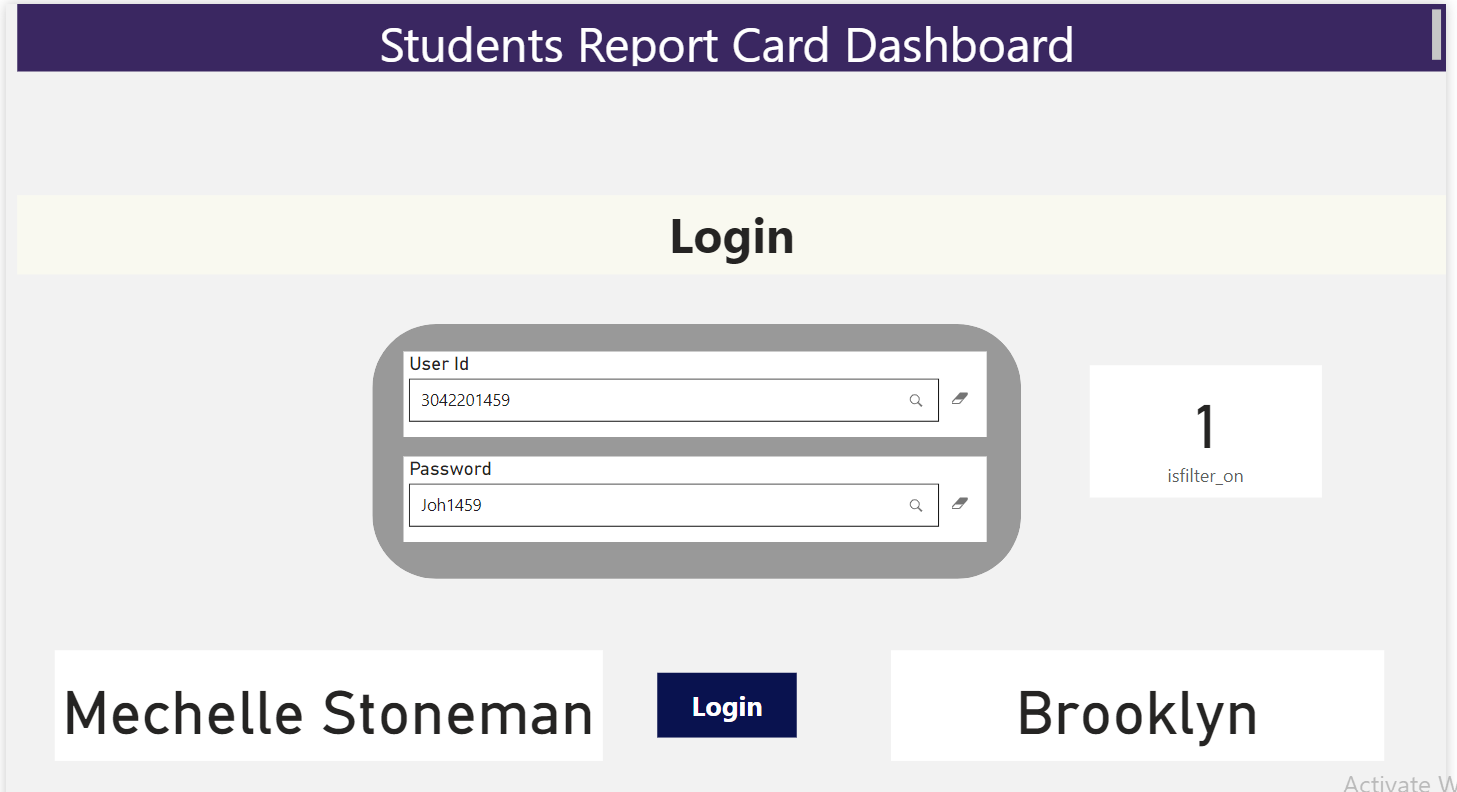 Students Report Card Dashboard
Login
User Id
3042201459
Password
Joh1459
1
isfilter_on
Mechelle Stoneman
Login
Brooklyn
Activate W